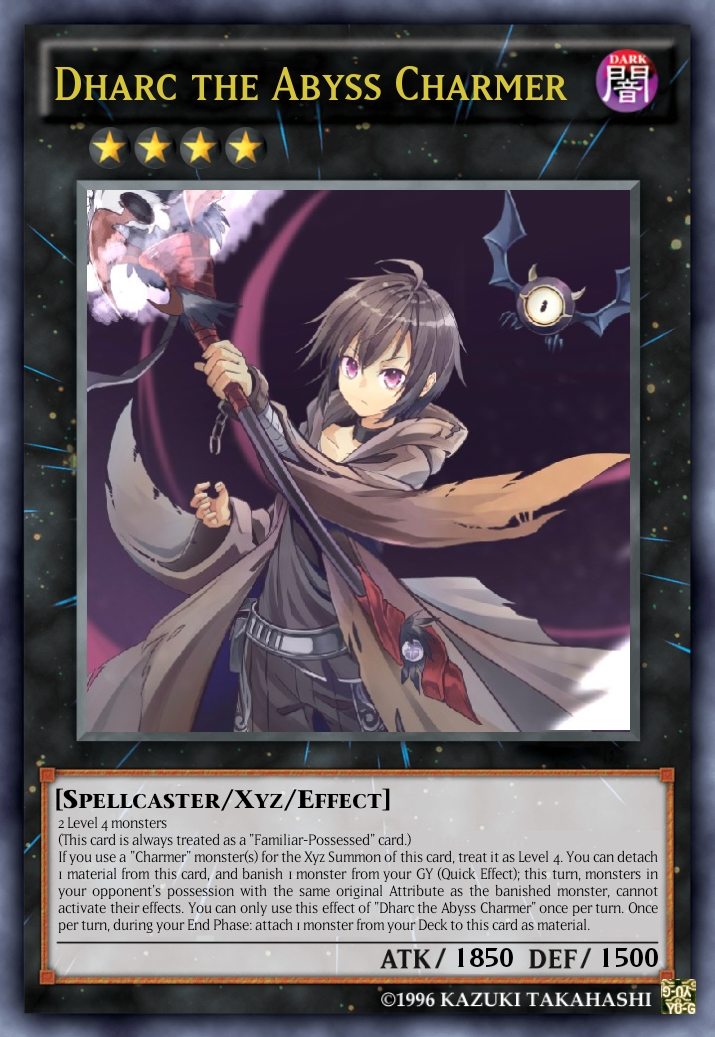 Dharc the Abyss Charmer
DARK
闇
[Spellcaster/Xyz/Effect]
2 Level 4 monsters
(This card is always treated as a "Familiar-Possessed" card.)
If you use a "Charmer" monster(s) for the Xyz Summon of this card, treat it as Level 4. You can detach
1 material from this card, and banish 1 monster from your GY (Quick Effect); this turn, monsters in
your opponent's possession with the same original Attribute as the banished monster, cannot
activate their effects. You can only use this effect of "Dharc the Abyss Charmer" once per turn. Once
per turn, during your End Phase: attach 1 monster from your Deck to this card as material.
ATK/ 1850 DEF/ 1500
©1996 KAZUKI TAKAHASHI